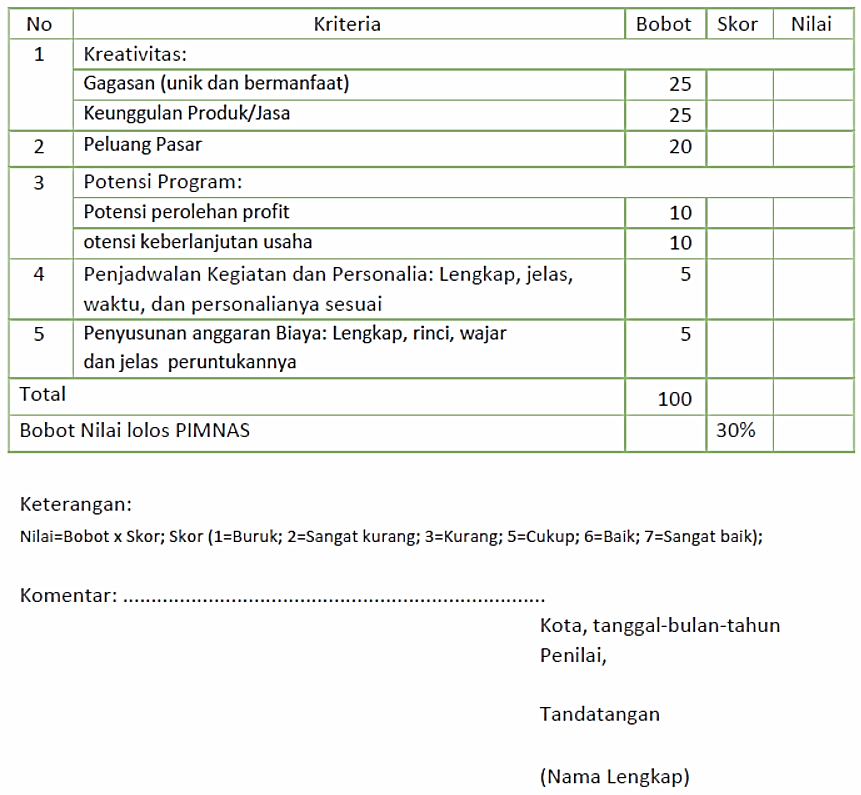 No Kriteria Bobot Skor Nilai
1 Kreativitas:
Gagasan (unik dan bermanfaat) 25
Keunggulan Produk/Jasa 25
2 Peluang Pasar 20
3 Potensi Program:
Potensi perolehan profit 10
otensi keberlanjutan usaha 10
4 Penjadwalan Kegiatan dan Personalia: Lengkap, jelas, 5
waktu, dan personalianya sesuai
5 Penyusunan anggaran Biaya: Lengkap, rinci, wajar 5
dan jelas peruntukannya
Total 100
Bobot Nilai lolos PIMNAS 30%
Keterangan:
Nilai=Bobot x Skor; Skor (1=Buruk; 2=Sangat kurang; 3=Kurang; 5=Cukup; 6=Baik; 7=Sangat baik);
Komentar: ..........................................................................
Kota, tanggal-bulan-tahun
Penilai,
Tandatangan
(Nama Lengkap)